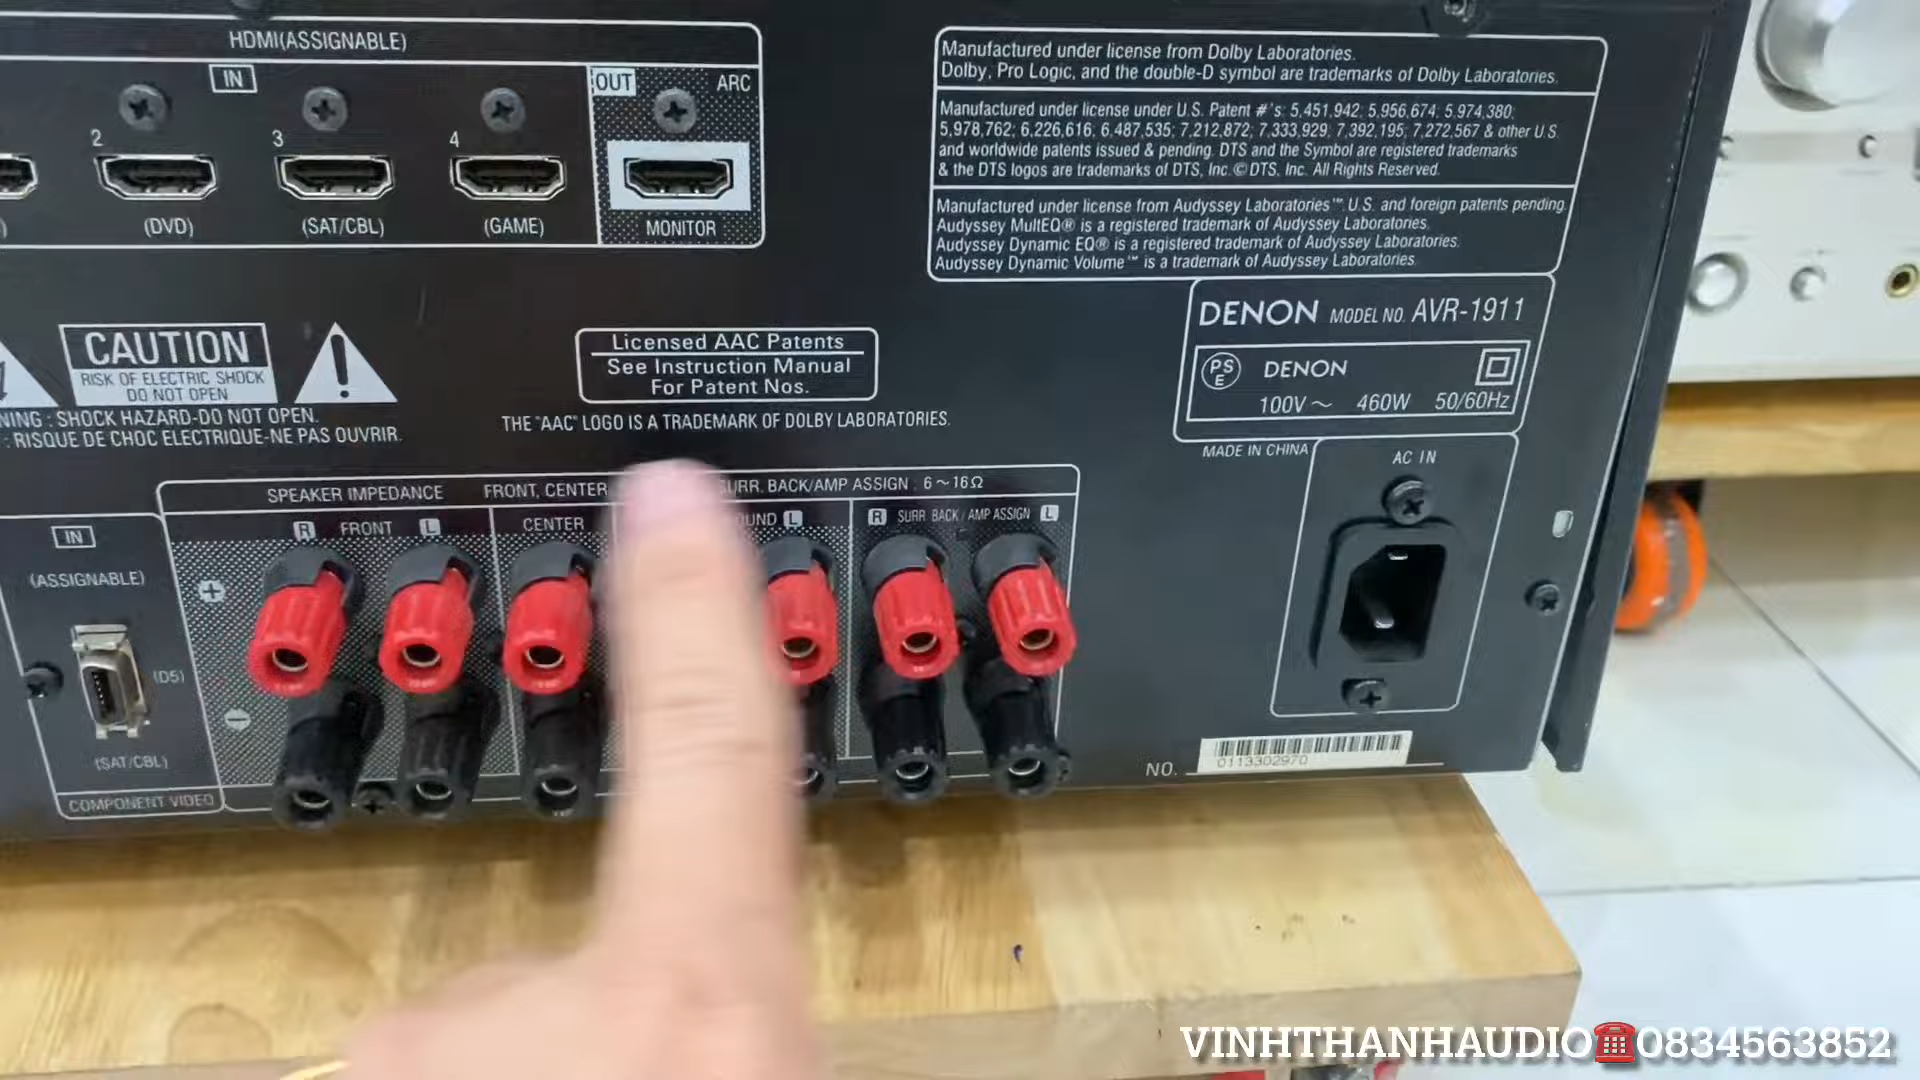 HDMI(ASSIGNABLE)
IN
OUT
ARC
2
3
4
(DVD)
(SAT/CBL)
(GAME)
MONITOR
Manufactured under license from Dolby Laboratories.
Dolby, Pro Logic, and the double-D symbol are trademarks of Dolby Laboratories.
Manufactured under license under U.S. Patent #'s: 5,451,942; 5,956,674; 5,974,380;
5,978,762; 6,226,616; 6,487,535; 7,212,872; 7,333,929; 7,392,195; 7,272,567 & other U.S.
and worldwide patents issued & pending. DTS and the Symbol are registered trademarks
& the DTS logos are trademarks of DTS, Inc. © DTS, Inc. All Rights Reserved.
Manufactured under license from Audyssey Laboratories™. U.S. and foreign patents pending.
Audyssey MultEQ® is a registered trademark of Audyssey Laboratories.
Audyssey Dynamic EQ® is a registered trademark of Audyssey Laboratories.
Audyssey Dynamic Volume™ is a trademark of Audyssey Laboratories.
DENON MODEL NO. AVR-1911
PSE DENON
100V~ 460W 50/60Hz
MADE IN CHINA
AC IN
CAUTION
RISK OF ELECTRIC SHOCK
DO NOT OPEN
NING : SHOCK HAZARD-DO NOT OPEN.
: RISQUE DE CHOC ELECTRIQUE-NE PAS OUVRIR.
Licensed AAC Patents
See Instruction Manual
For Patent Nos.
THE "AAC" LOGO IS A TRADEMARK OF DOLBY LABORATORIES.
SPEAKER IMPEDANCE FRONT, CENTER SURR. BACK/AMP ASSIGN : 6~16Ω
R FRONT L
CENTER
OUND L
R SURR. BACK / AMP ASSIGN L
IN
(ASSIGNABLE)
(D5)
(SAT/CBL)
COMPONENT VIDEO
NO.
0113302970
VINHTHANHAUDIO☎0834563852